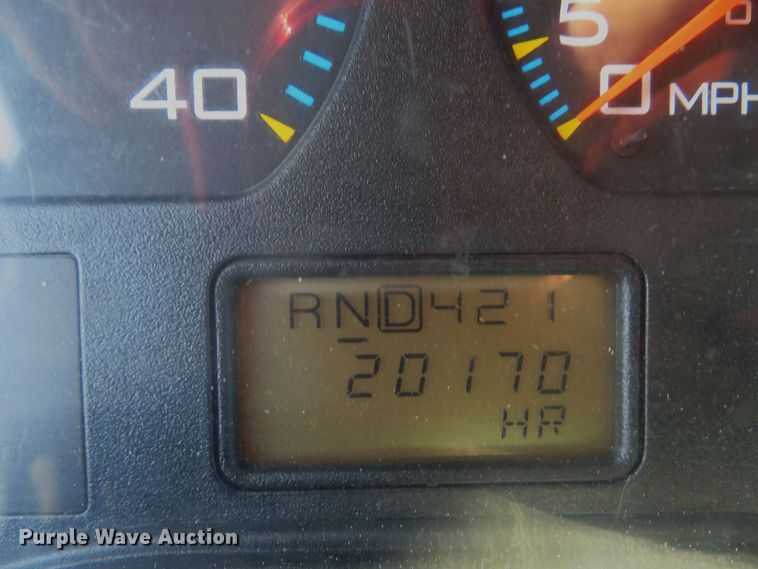 40
5
0 MPH
RND421
20170
HR
Purple Wave Auction